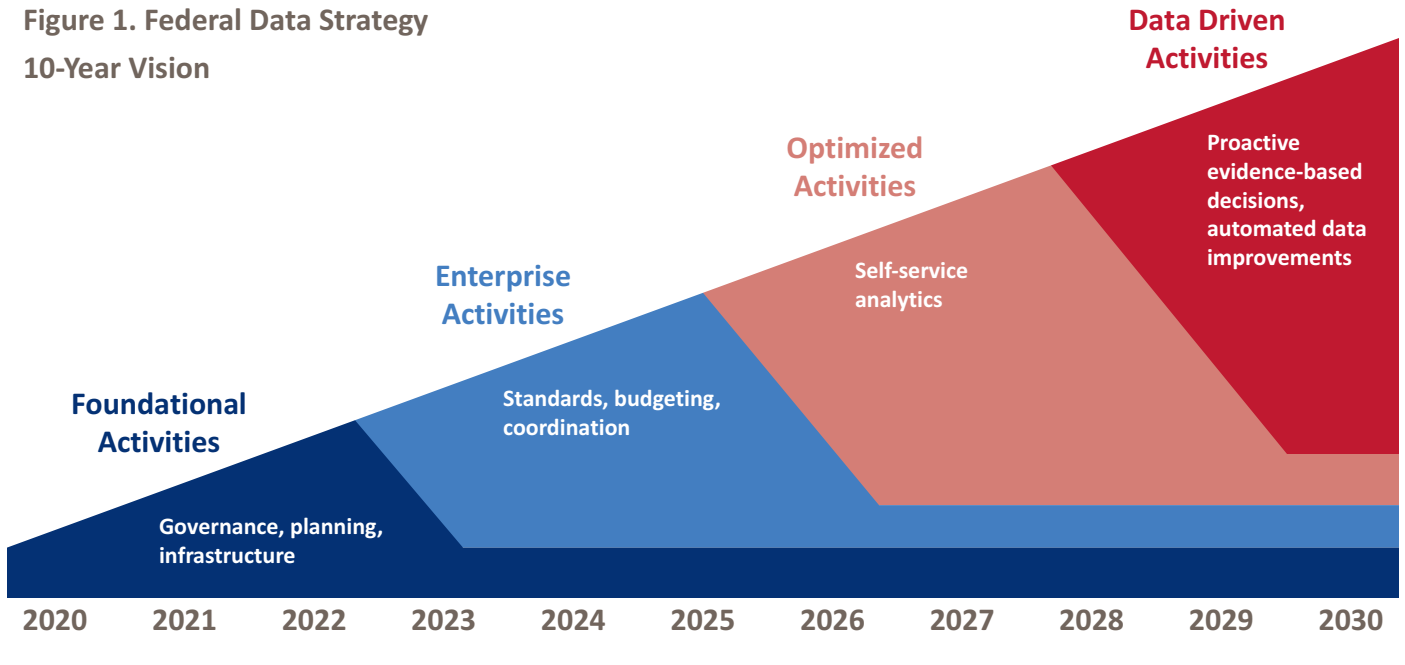 Figure 1. Federal Data Strategy
10-Year Vision
Data Driven
Activities
Proactive
evidence-based
decisions,
automated data
improvements
Optimized
Activities
Self-service
analytics
Enterprise
Activities
Standards, budgeting,
coordination
Foundational
Activities
Governance, planning,
infrastructure
2020 2021 2022 2023 2024 2025 2026 2027 2028 2029 2030